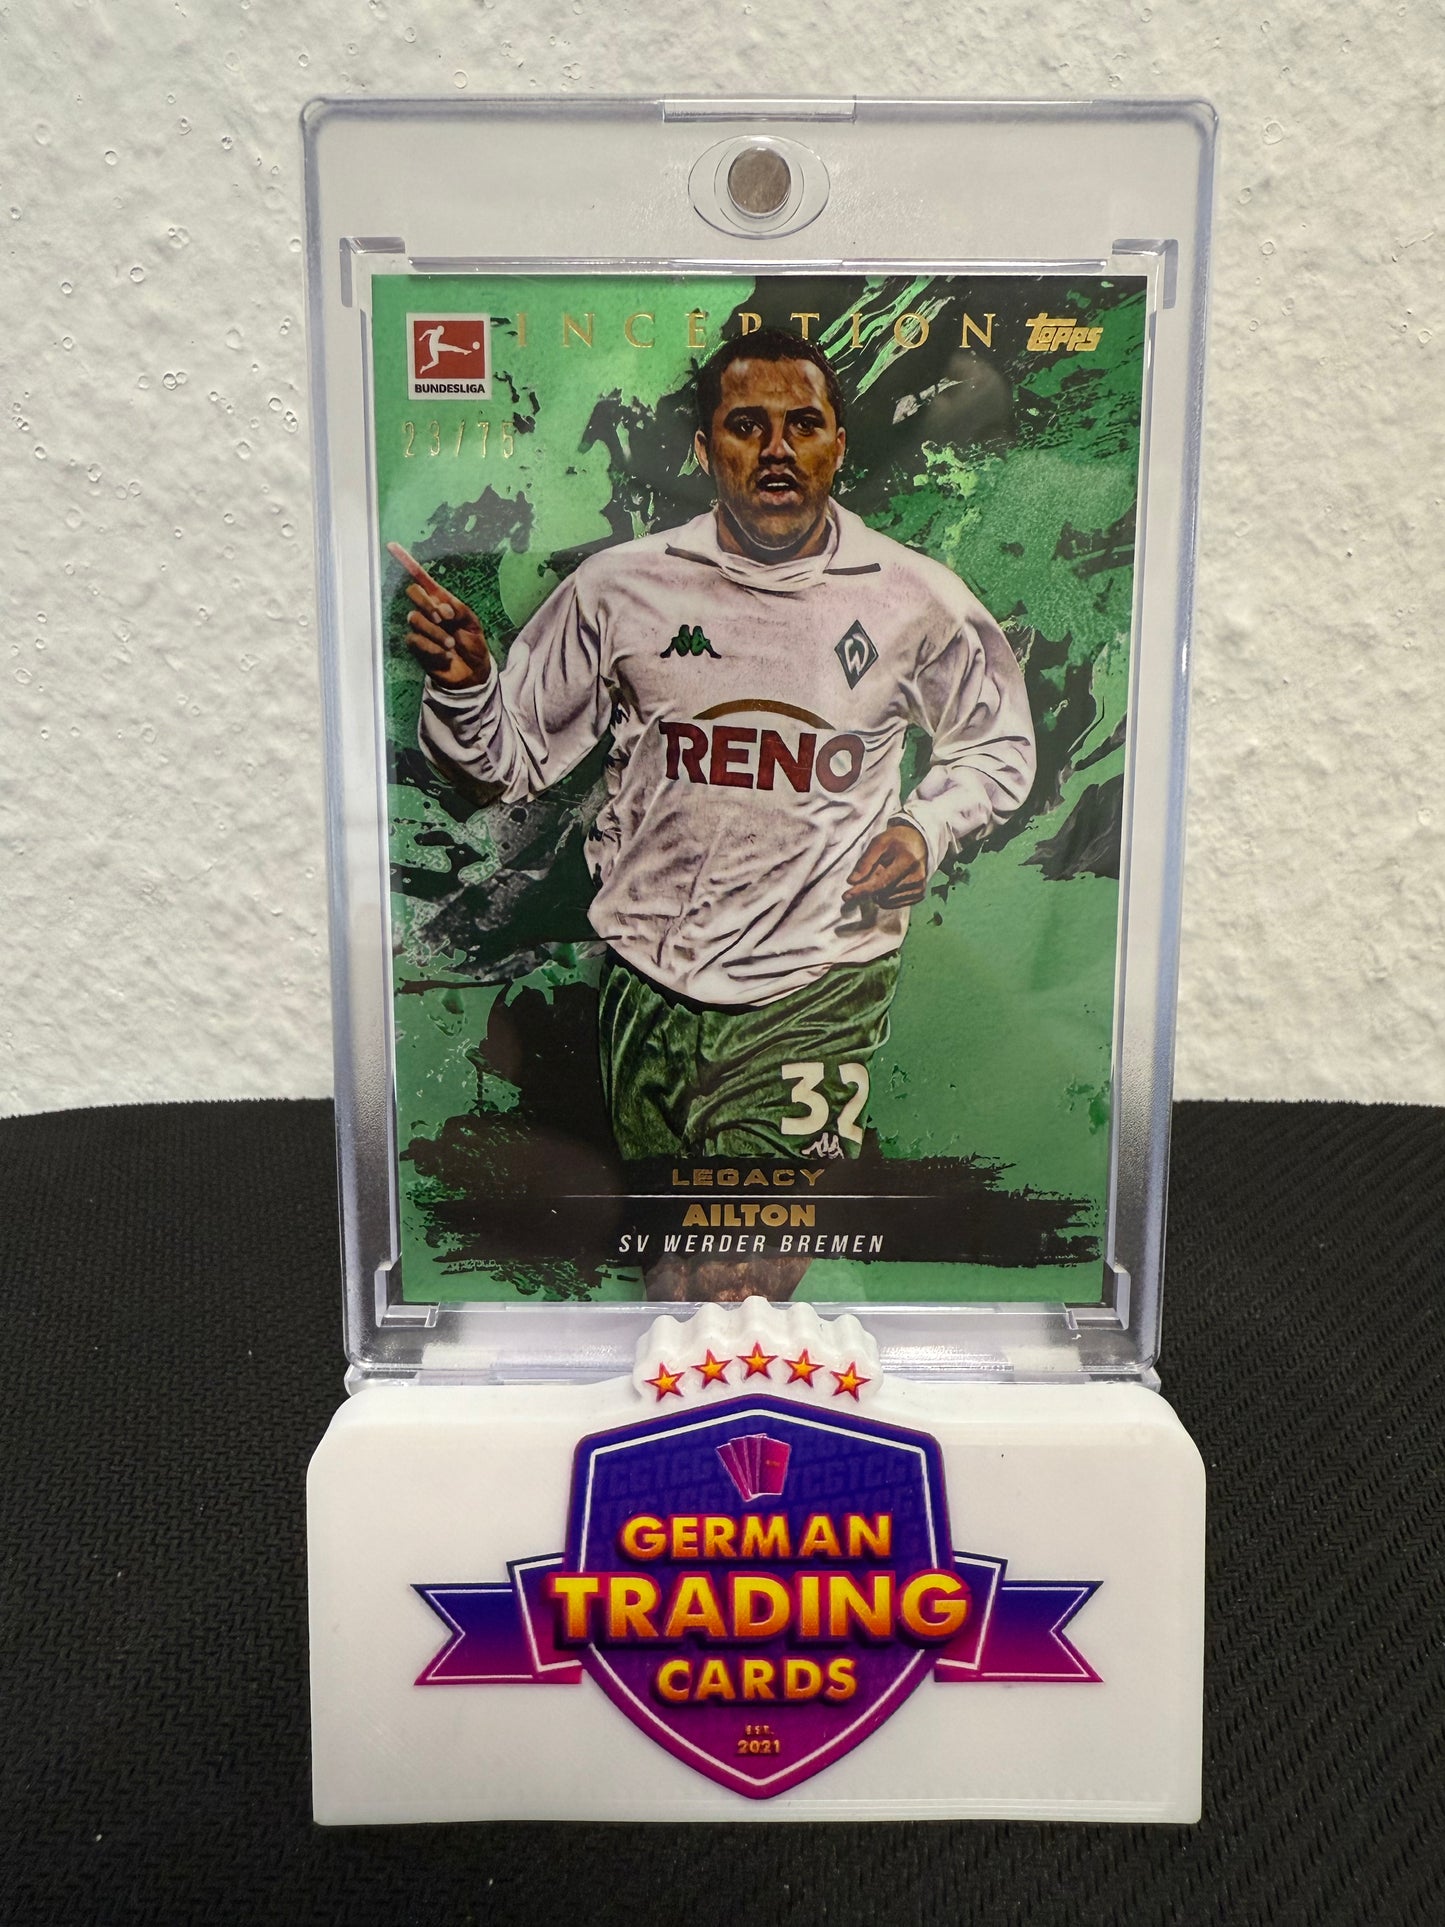 INCEPTION
TOPPS
BUNDESLIGA
23/75
RENO
32
LEGACY
AILTON
SV WERDER BREMEN
GERMAN
TRADING
CARDS
EST.
2021